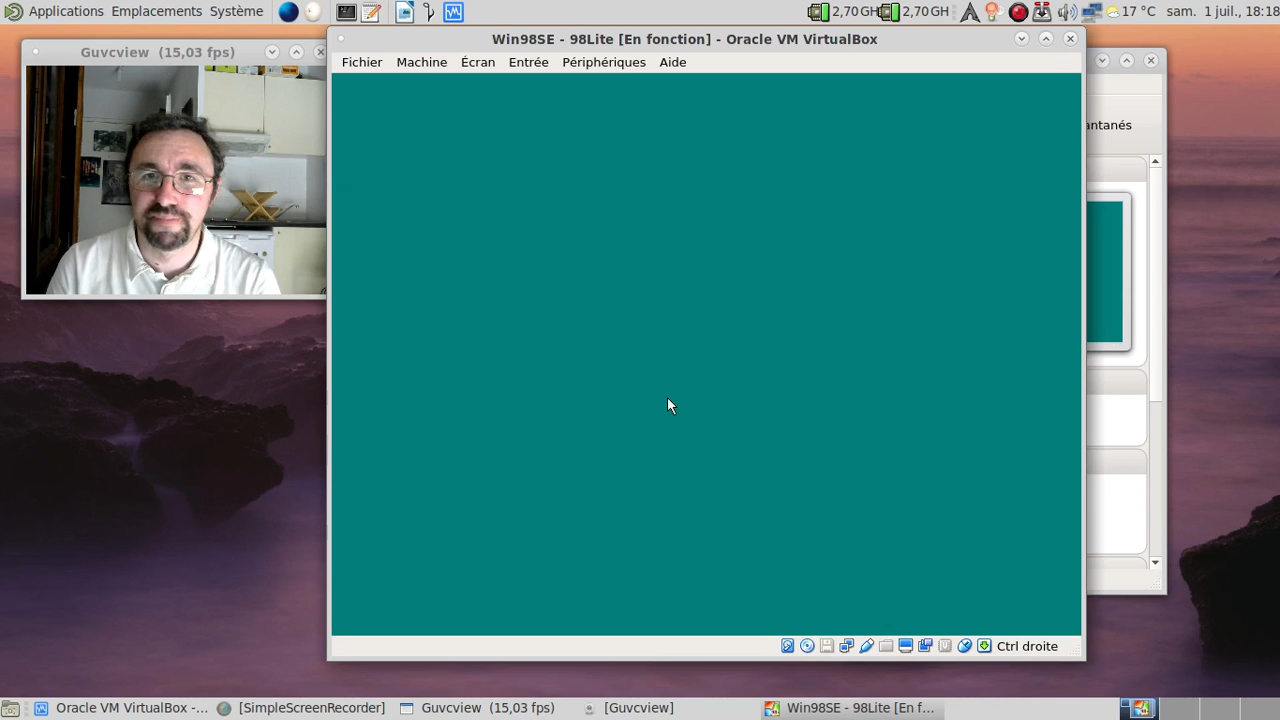 Applications Emplacements Système
2,70 GH 2,70 GH 17 °C sam. 1 juil., 18:18
Guvcview (15,03 fps)
Win98SE - 98Lite [En fonction] - Oracle VM VirtualBox
Fichier Machine Écran Entrée Périphériques Aide
antanés
Ctrl droite
Oracle VM VirtualBox -... [SimpleScreenRecorder] Guvcview (15,03 fps) [Guvcview] Win98SE - 98Lite [En f...